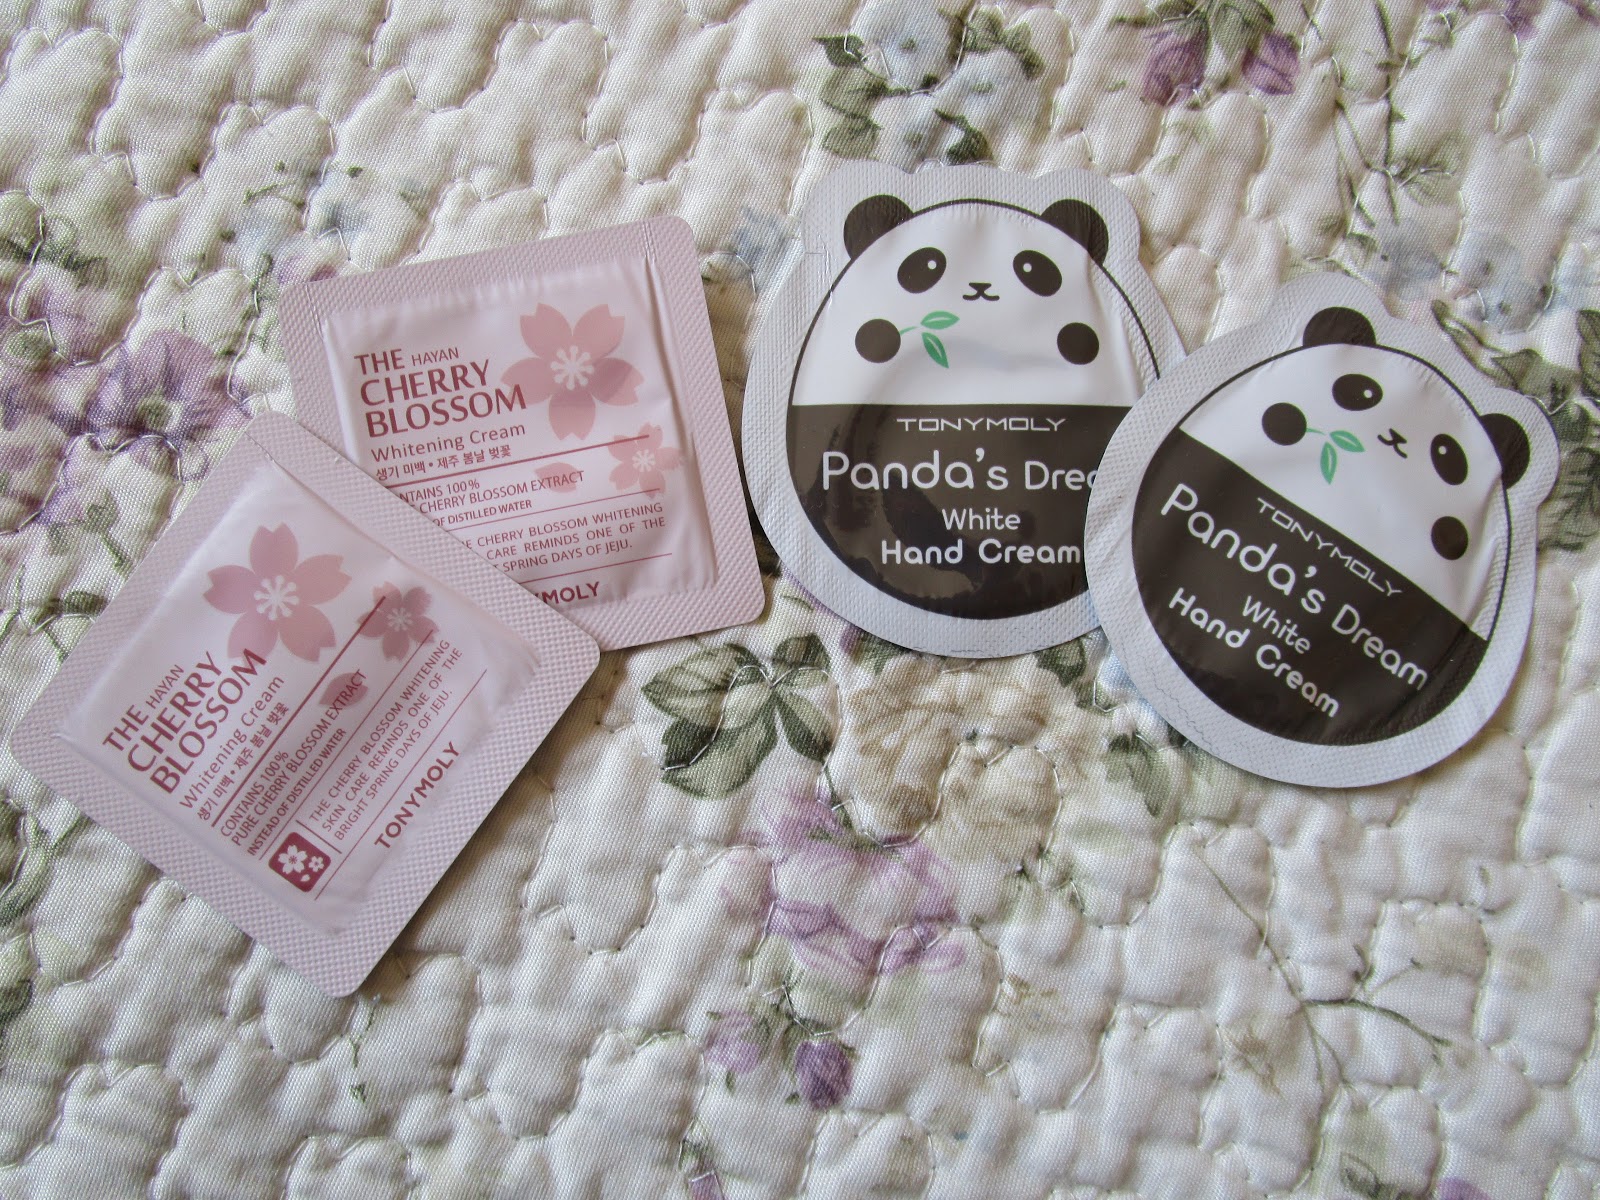 THE HAYAN
CHERRY
BLOSSOM
Whitening Cream
생기 미백 • 제주 봄날 벚꽃
CONTAINS 100%
PURE CHERRY BLOSSOM EXTRACT
INSTEAD OF DISTILLED WATER
THE CHERRY BLOSSOM WHITENING
SKIN CARE REMINDS ONE OF THE
BRIGHT SPRING DAYS OF JEJU.
TONYMOLY
THE HAYAN
CHERRY
BLOSSOM
Whitening Cream
생기 미백 • 제주 봄날 벚꽃
CONTAINS 100%
CHERRY BLOSSOM EXTRACT
OF DISTILLED WATER
CHERRY BLOSSOM WHITENING
CARE REMINDS ONE OF THE
SPRING DAYS OF JEJU.
YMOLY
TONYMOLY
Panda's Drea
White
Hand Cream
TONYMOLY
Panda's Dream
White
Hand Cream